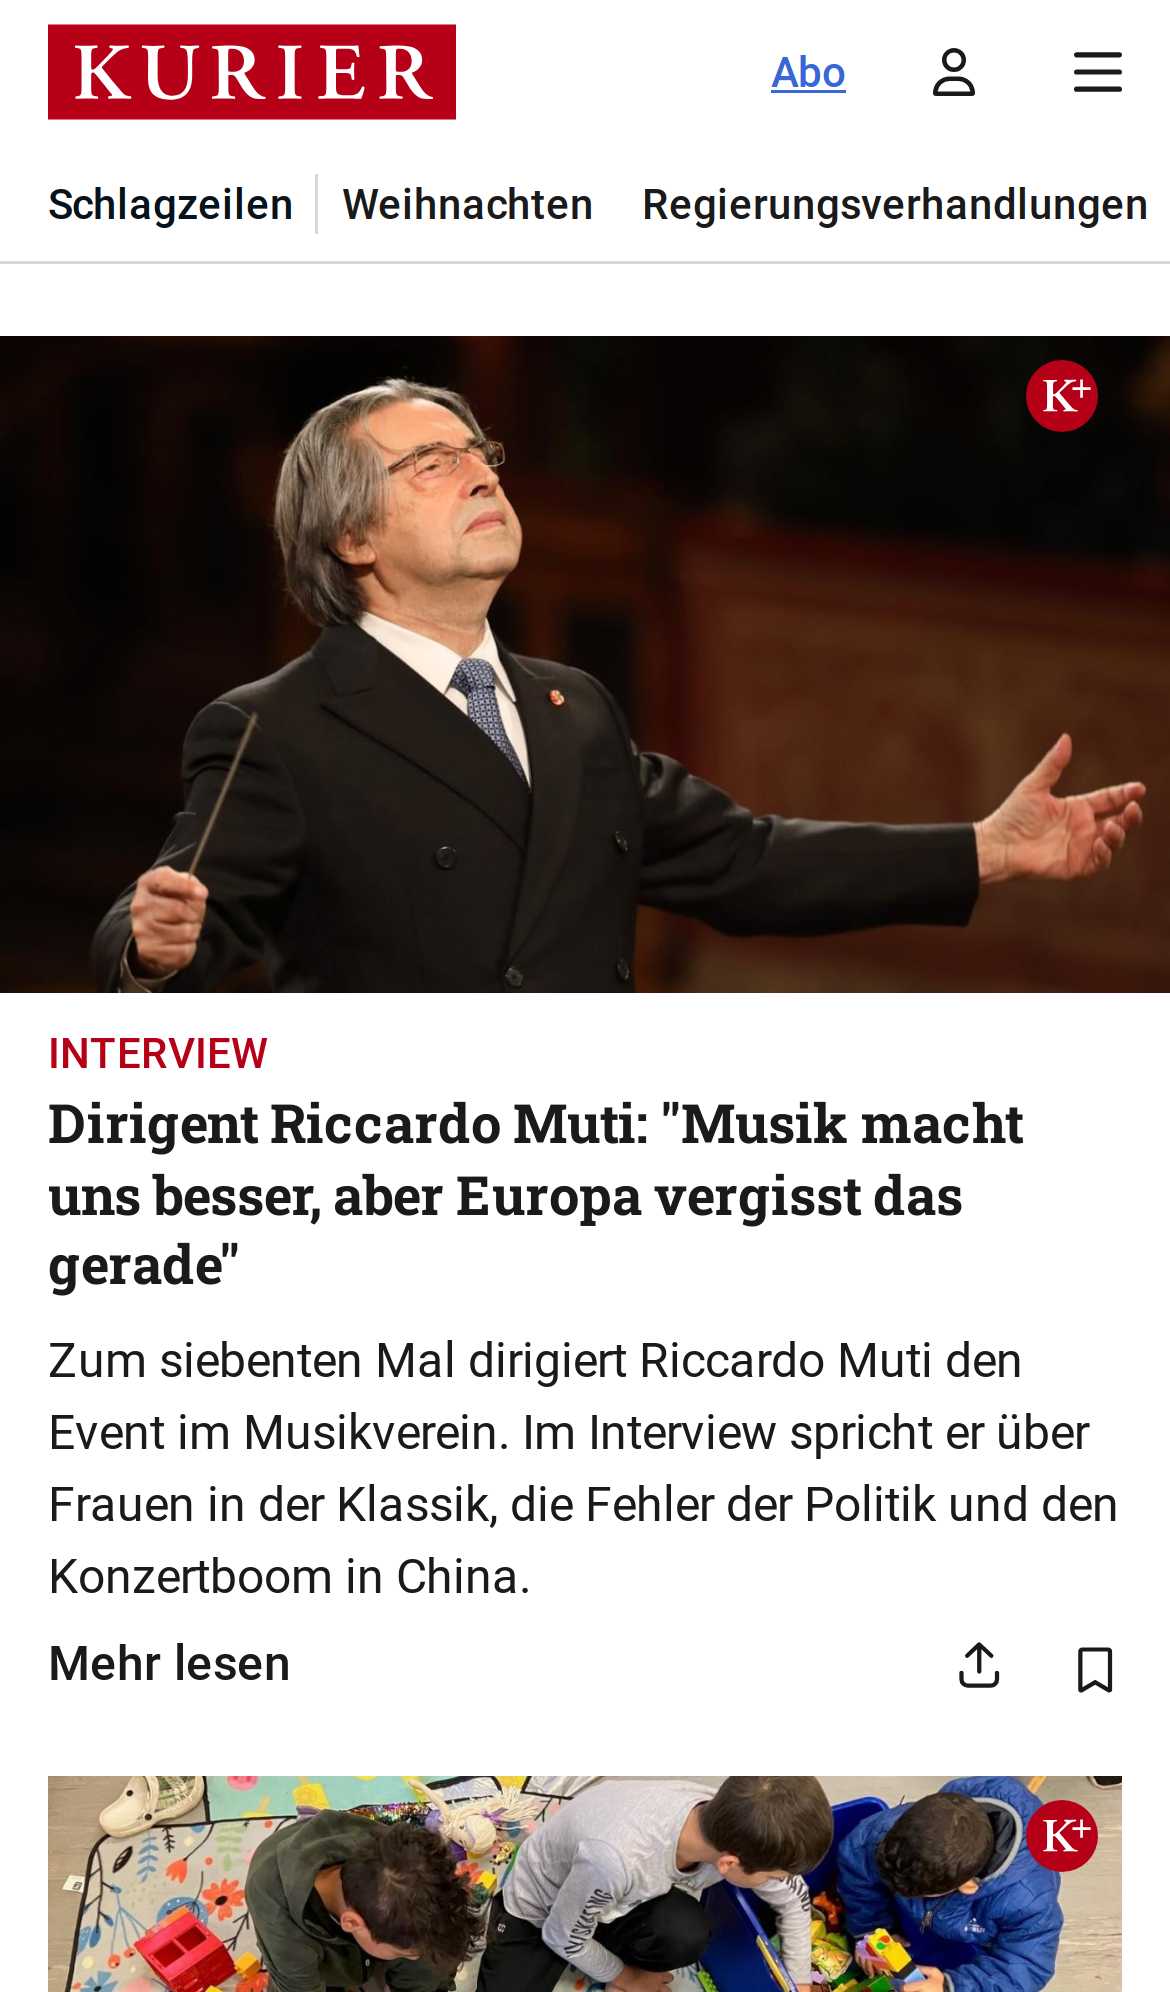 KURIER
Abo
Schlagzeilen
Weihnachten
Regierungsverhandlungen
K+
INTERVIEW
Dirigent Riccardo Muti: "Musik macht
uns besser, aber Europa vergisst das
gerade"
Zum siebenten Mal dirigiert Riccardo Muti den
Event im Musikverein. Im Interview spricht er über
Frauen in der Klassik, die Fehler der Politik und den
Konzertboom in China.
Mehr lesen
K+